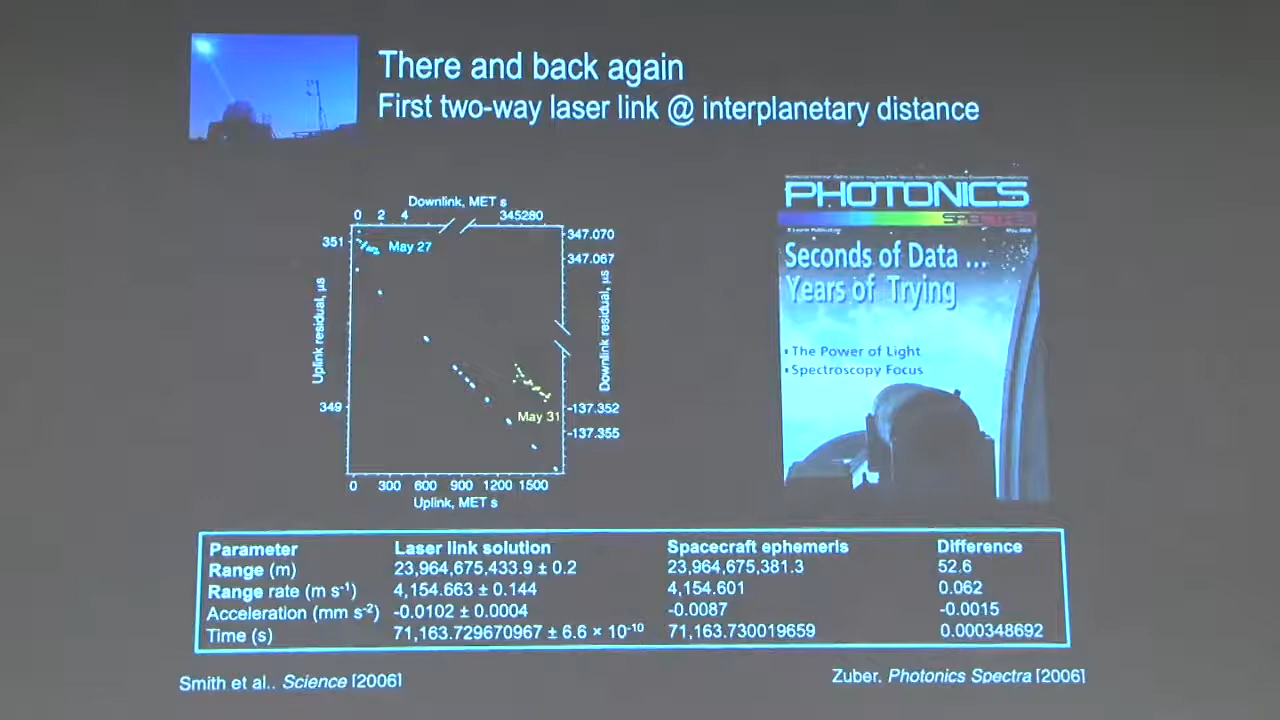 There and back again
First two-way laser link @ interplanetary distance
Downlink, MET s
0 2 4 345280
351
May 27
347.070
347.067
Uplink residual, µs
Downlink residual, µs
349
May 31
-137.352
-137.355
0 300 600 900 1200 1500
Uplink, MET s
PHOTONICS
SPECTRA
Seconds of Data ...
Years of Trying
• The Power of Light
• Spectroscopy Focus
Parameter Laser link solution Spacecraft ephemeris Difference
Range (m) 23,964,675,433.9 ± 0.2 23,964,675,381.3 52.6
Range rate (m s-1) 4,154.663 ± 0.144 4,154.601 0.062
Acceleration (mm s-2) -0.0102 ± 0.0004 -0.0087 -0.0015
Time (s) 71,163.729670967 ± 6.6 × 10-10 71,163.730019659 0.000348692
Smith et al.. Science [2006]
Zuber. Photonics Spectra [2006]